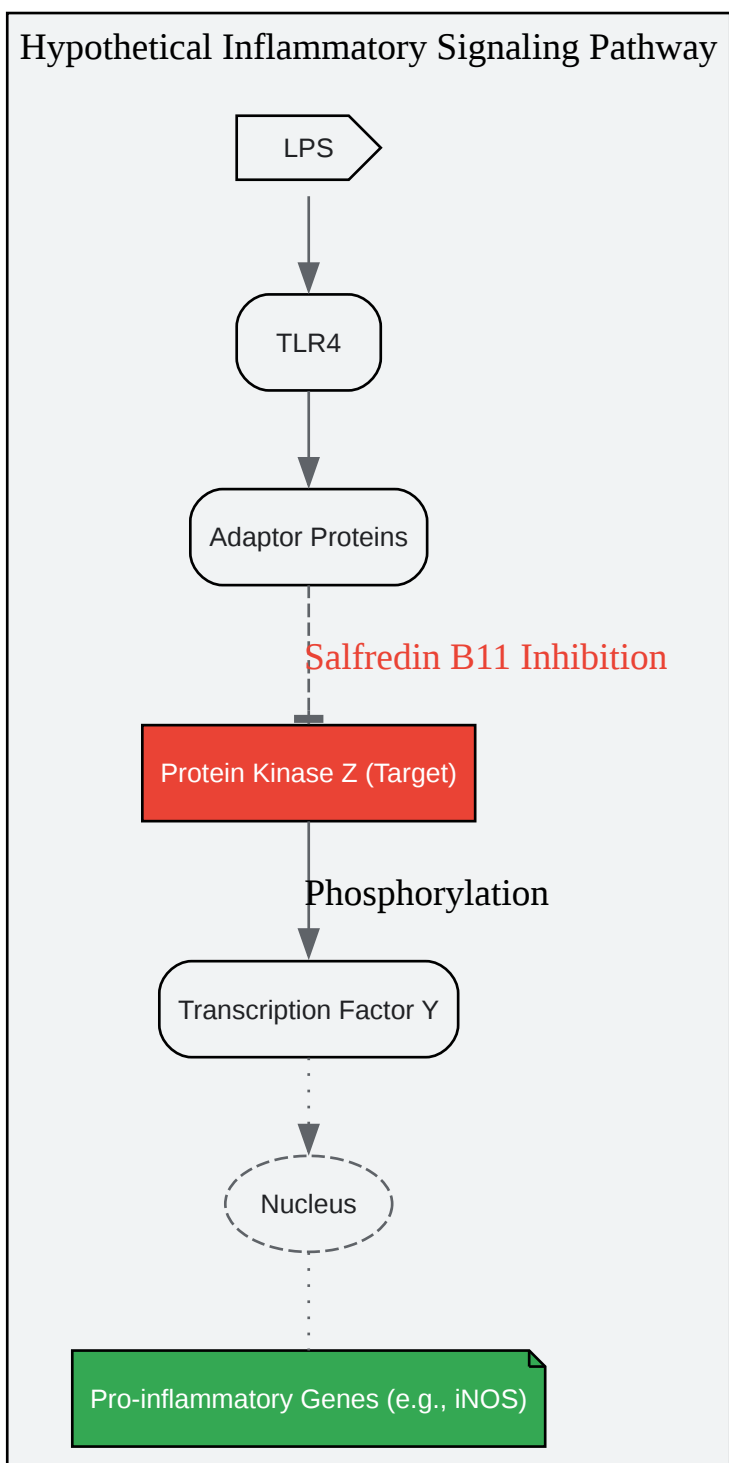 Hypothetical Inflammatory Signaling Pathway
LPS
TLR4
Adaptor Proteins
Salfredin B11 Inhibition
Protein Kinase Z (Target)
Phosphorylation
Transcription Factor Y
Nucleus
Pro-inflammatory Genes (e.g., iNOS)